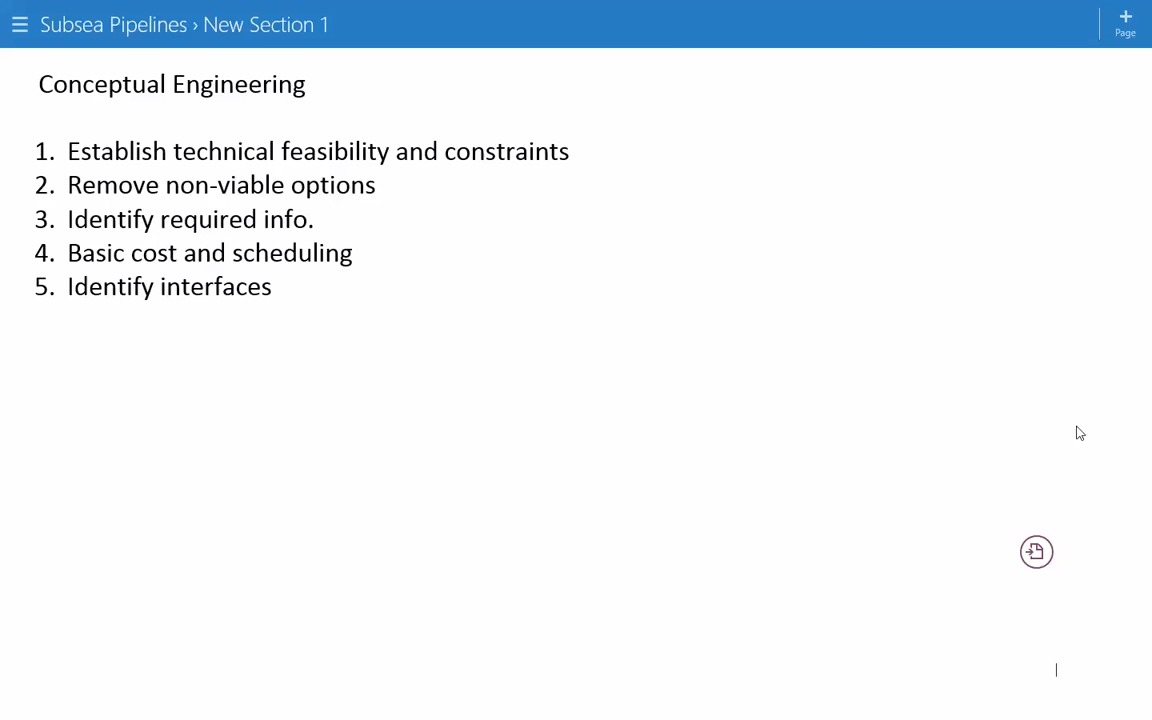 Subsea Pipelines › New Section 1
+
Page
Conceptual Engineering
1. Establish technical feasibility and constraints
2. Remove non-viable options
3. Identify required info.
4. Basic cost and scheduling
5. Identify interfaces